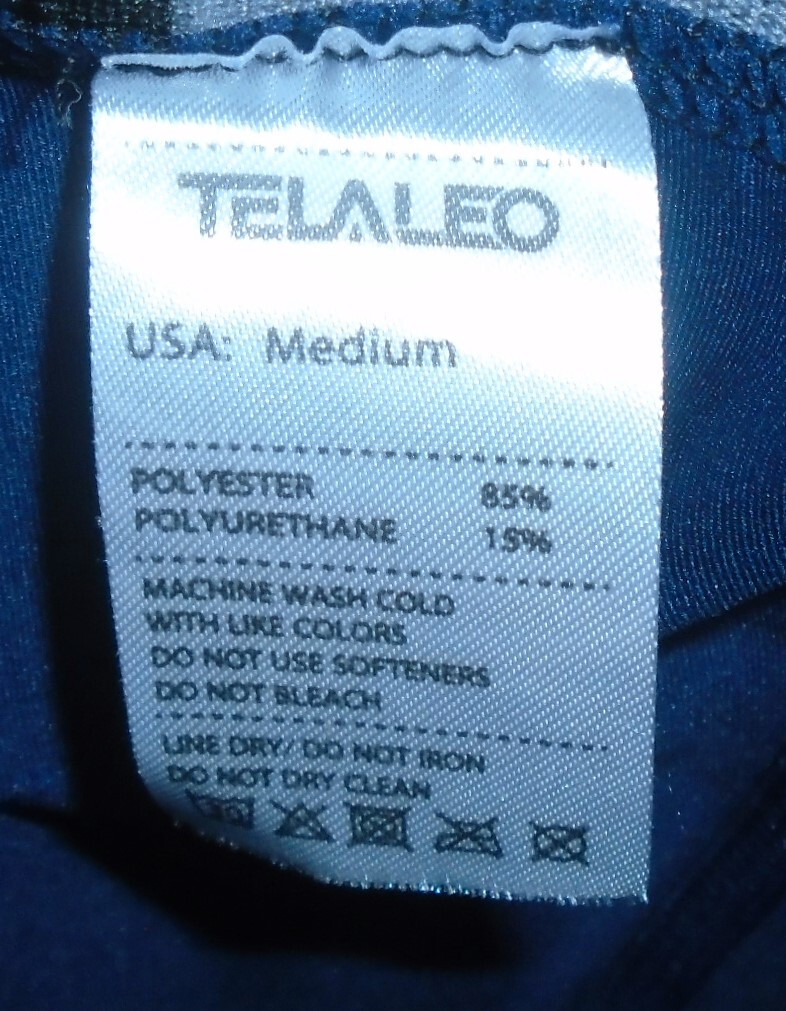 TELALEO
USA: Medium
POLYESTER 85%
POLYURETHANE 15%
MACHINE WASH COLD
WITH LIKE COLORS
DO NOT USE SOFTENERS
DO NOT BLEACH
LINE DRY/ DO NOT IRON
DO NOT DRY CLEAN
30